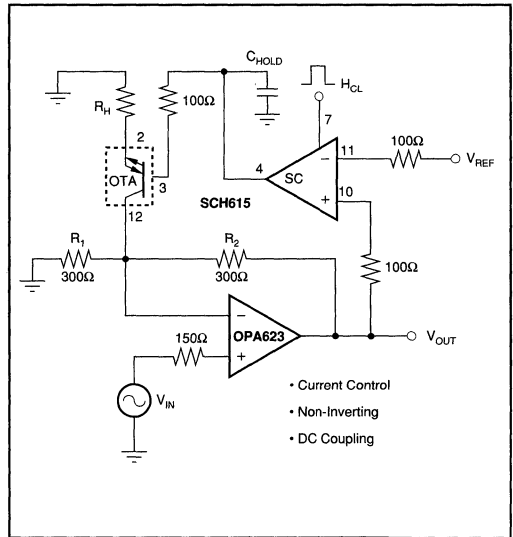 C_HOLD
H_CL
R_H
100Ω
7
2
11
100Ω
V_REF
OTA
3
4
SC
−
+
10
SCH615
12
100Ω
R_1
300Ω
R_2
300Ω
−
OPA623
+
V_OUT
150Ω
V_IN
• Current Control
• Non-Inverting
• DC Coupling